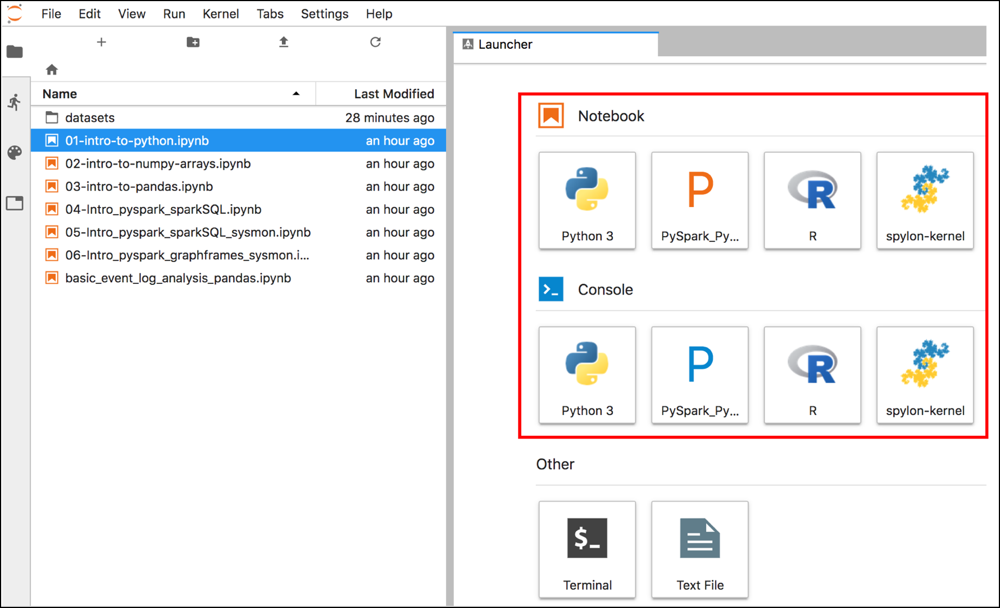 File Edit View Run Kernel Tabs Settings Help
Launcher
Name Last Modified
datasets 28 minutes ago
01-intro-to-python.ipynb an hour ago
02-intro-to-numpy-arrays.ipynb an hour ago
03-intro-to-pandas.ipynb an hour ago
04-Intro_pyspark_sparkSQL.ipynb an hour ago
05-Intro_pyspark_sparkSQL_sysmon.ipynb an hour ago
06-Intro_pyspark_graphframes_sysmon.i... an hour ago
basic_event_log_analysis_pandas.ipynb an hour ago
Notebook
P
Python 3 PySpark_Py... R spylon-kernel
Console
P
Python 3 PySpark_Py... R spylon-kernel
Other
$_
Terminal Text File